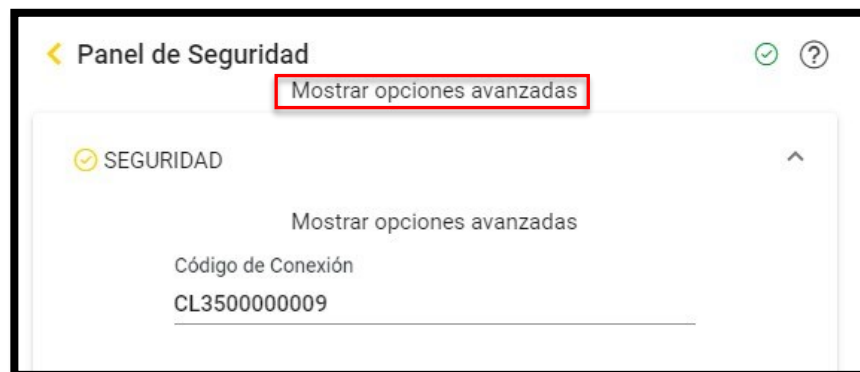 Panel de Seguridad
Mostrar opciones avanzadas
SEGURIDAD
Mostrar opciones avanzadas
Código de Conexión
CL3500000009